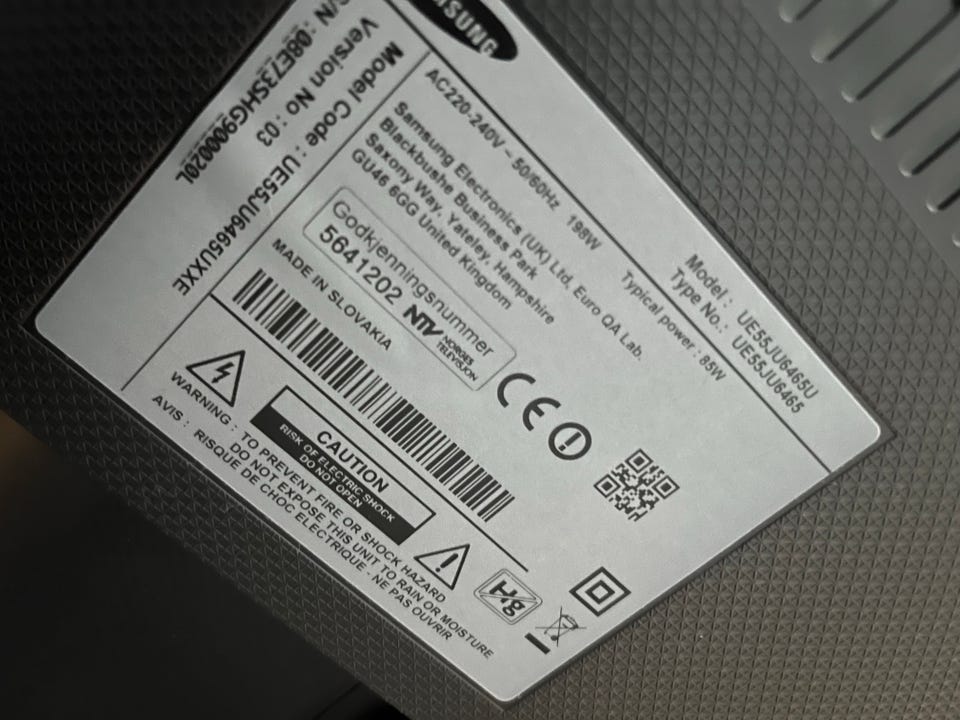 SAMSUNG
Model : UE55JU6465U
Type No.: UE55JU6465
AC220-240V ~ 50/60Hz 198W
Typical power : 85W
Samsung Electronics (UK) Ltd, Euro QA Lab.
Blackbushe Business Park
Saxony Way, Yateley, Hampshire
GU46 6GG United Kingdom
Godkjenningsnummer
5641202 NTV NORGES
TELEVISJON
MADE IN SLOVAKIA
Model Code : UE55JU6465UXXE
Version No : 03
S/N : 08E73SHG900020L
CAUTION
RISK OF ELECTRIC SHOCK
DO NOT OPEN
WARNING : TO PREVENT FIRE OR SHOCK HAZARD
DO NOT EXPOSE THIS UNIT TO RAIN OR MOISTURE
AVIS : RISQUE DE CHOC ELECTRIQUE - NE PAS OUVRIR
CE
Hg